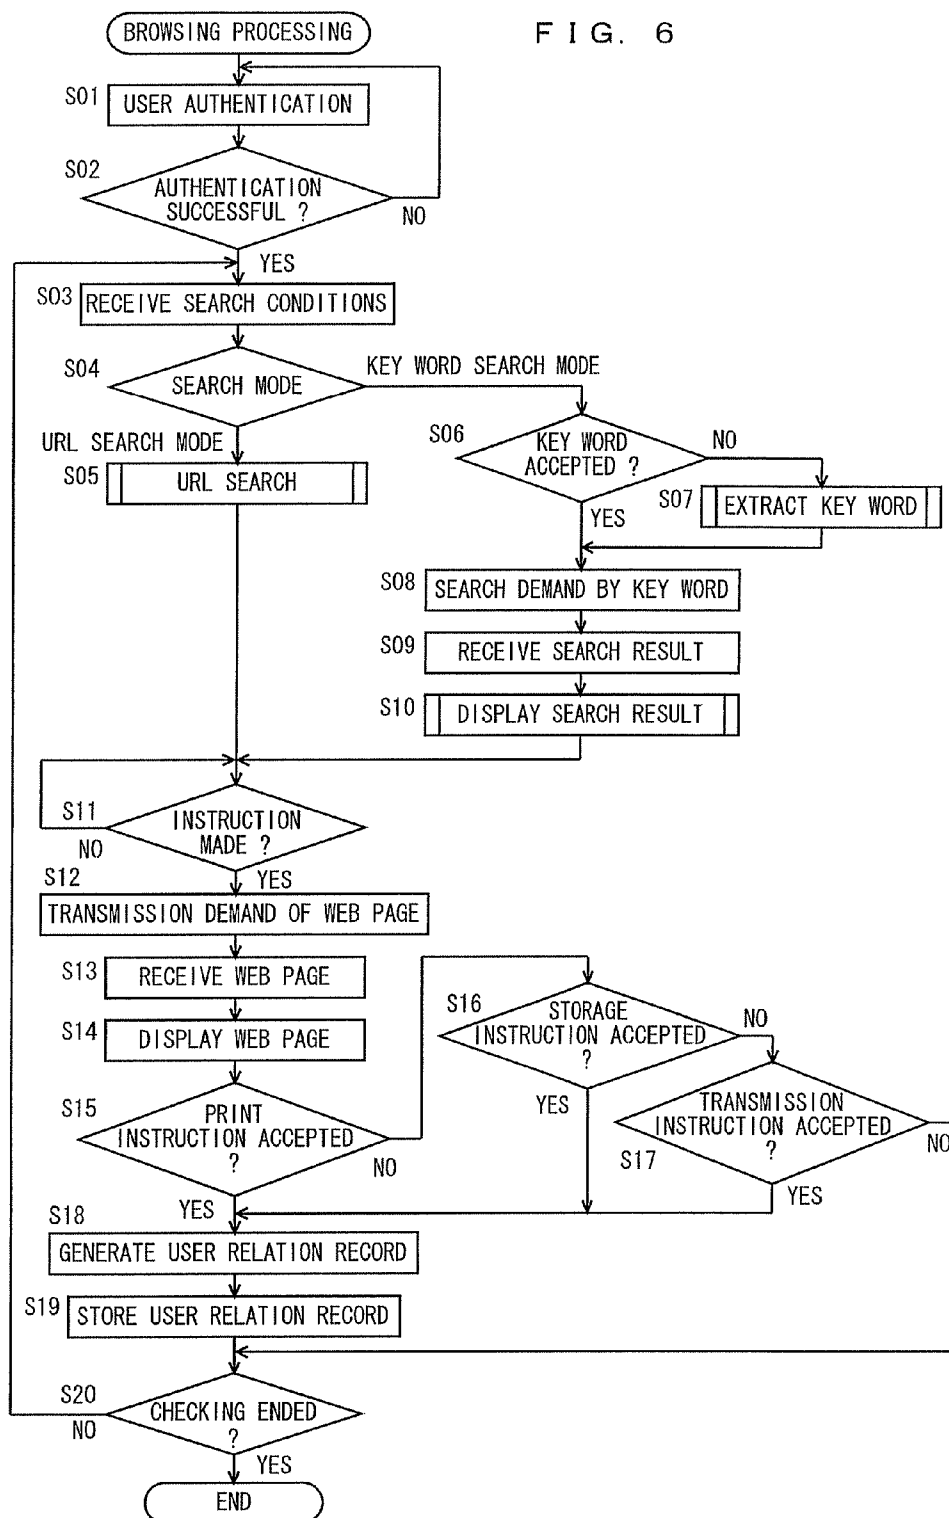 FIG. 6
BROWSING PROCESSING
S01
USER AUTHENTICATION
S02
AUTHENTICATION
SUCCESSFUL ?
NO
YES
S03
RECEIVE SEARCH CONDITIONS
S04
SEARCH MODE
KEY WORD SEARCH MODE
URL SEARCH MODE
S05
URL SEARCH
S06
KEY WORD
ACCEPTED ?
NO
YES
S07
EXTRACT KEY WORD
S08
SEARCH DEMAND BY KEY WORD
S09
RECEIVE SEARCH RESULT
S10
DISPLAY SEARCH RESULT
S11
INSTRUCTION
MADE ?
NO
YES
S12
TRANSMISSION DEMAND OF WEB PAGE
S13
RECEIVE WEB PAGE
S14
DISPLAY WEB PAGE
S15
PRINT
INSTRUCTION ACCEPTED
?
NO
YES
S16
STORAGE
INSTRUCTION ACCEPTED
?
NO
YES
S17
TRANSMISSION
INSTRUCTION ACCEPTED
?
NO
YES
S18
GENERATE USER RELATION RECORD
S19
STORE USER RELATION RECORD
S20
CHECKING ENDED
?
NO
YES
END